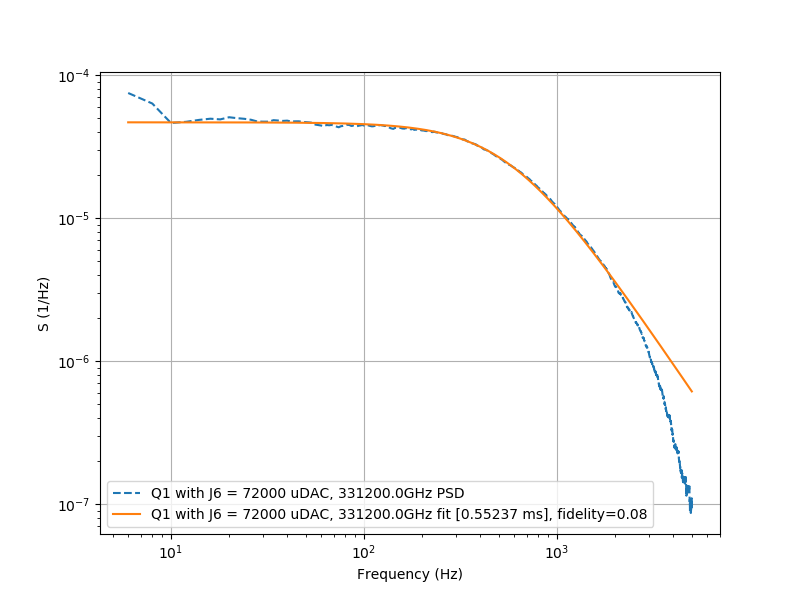 10⁻⁴
10⁻⁵
10⁻⁶
10⁻⁷
S (1/Hz)
Q1 with J6 = 72000 uDAC, 331200.0GHz PSD
Q1 with J6 = 72000 uDAC, 331200.0GHz fit [0.55237 ms], fidelity=0.08
10¹ 10² 10³
Frequency (Hz)